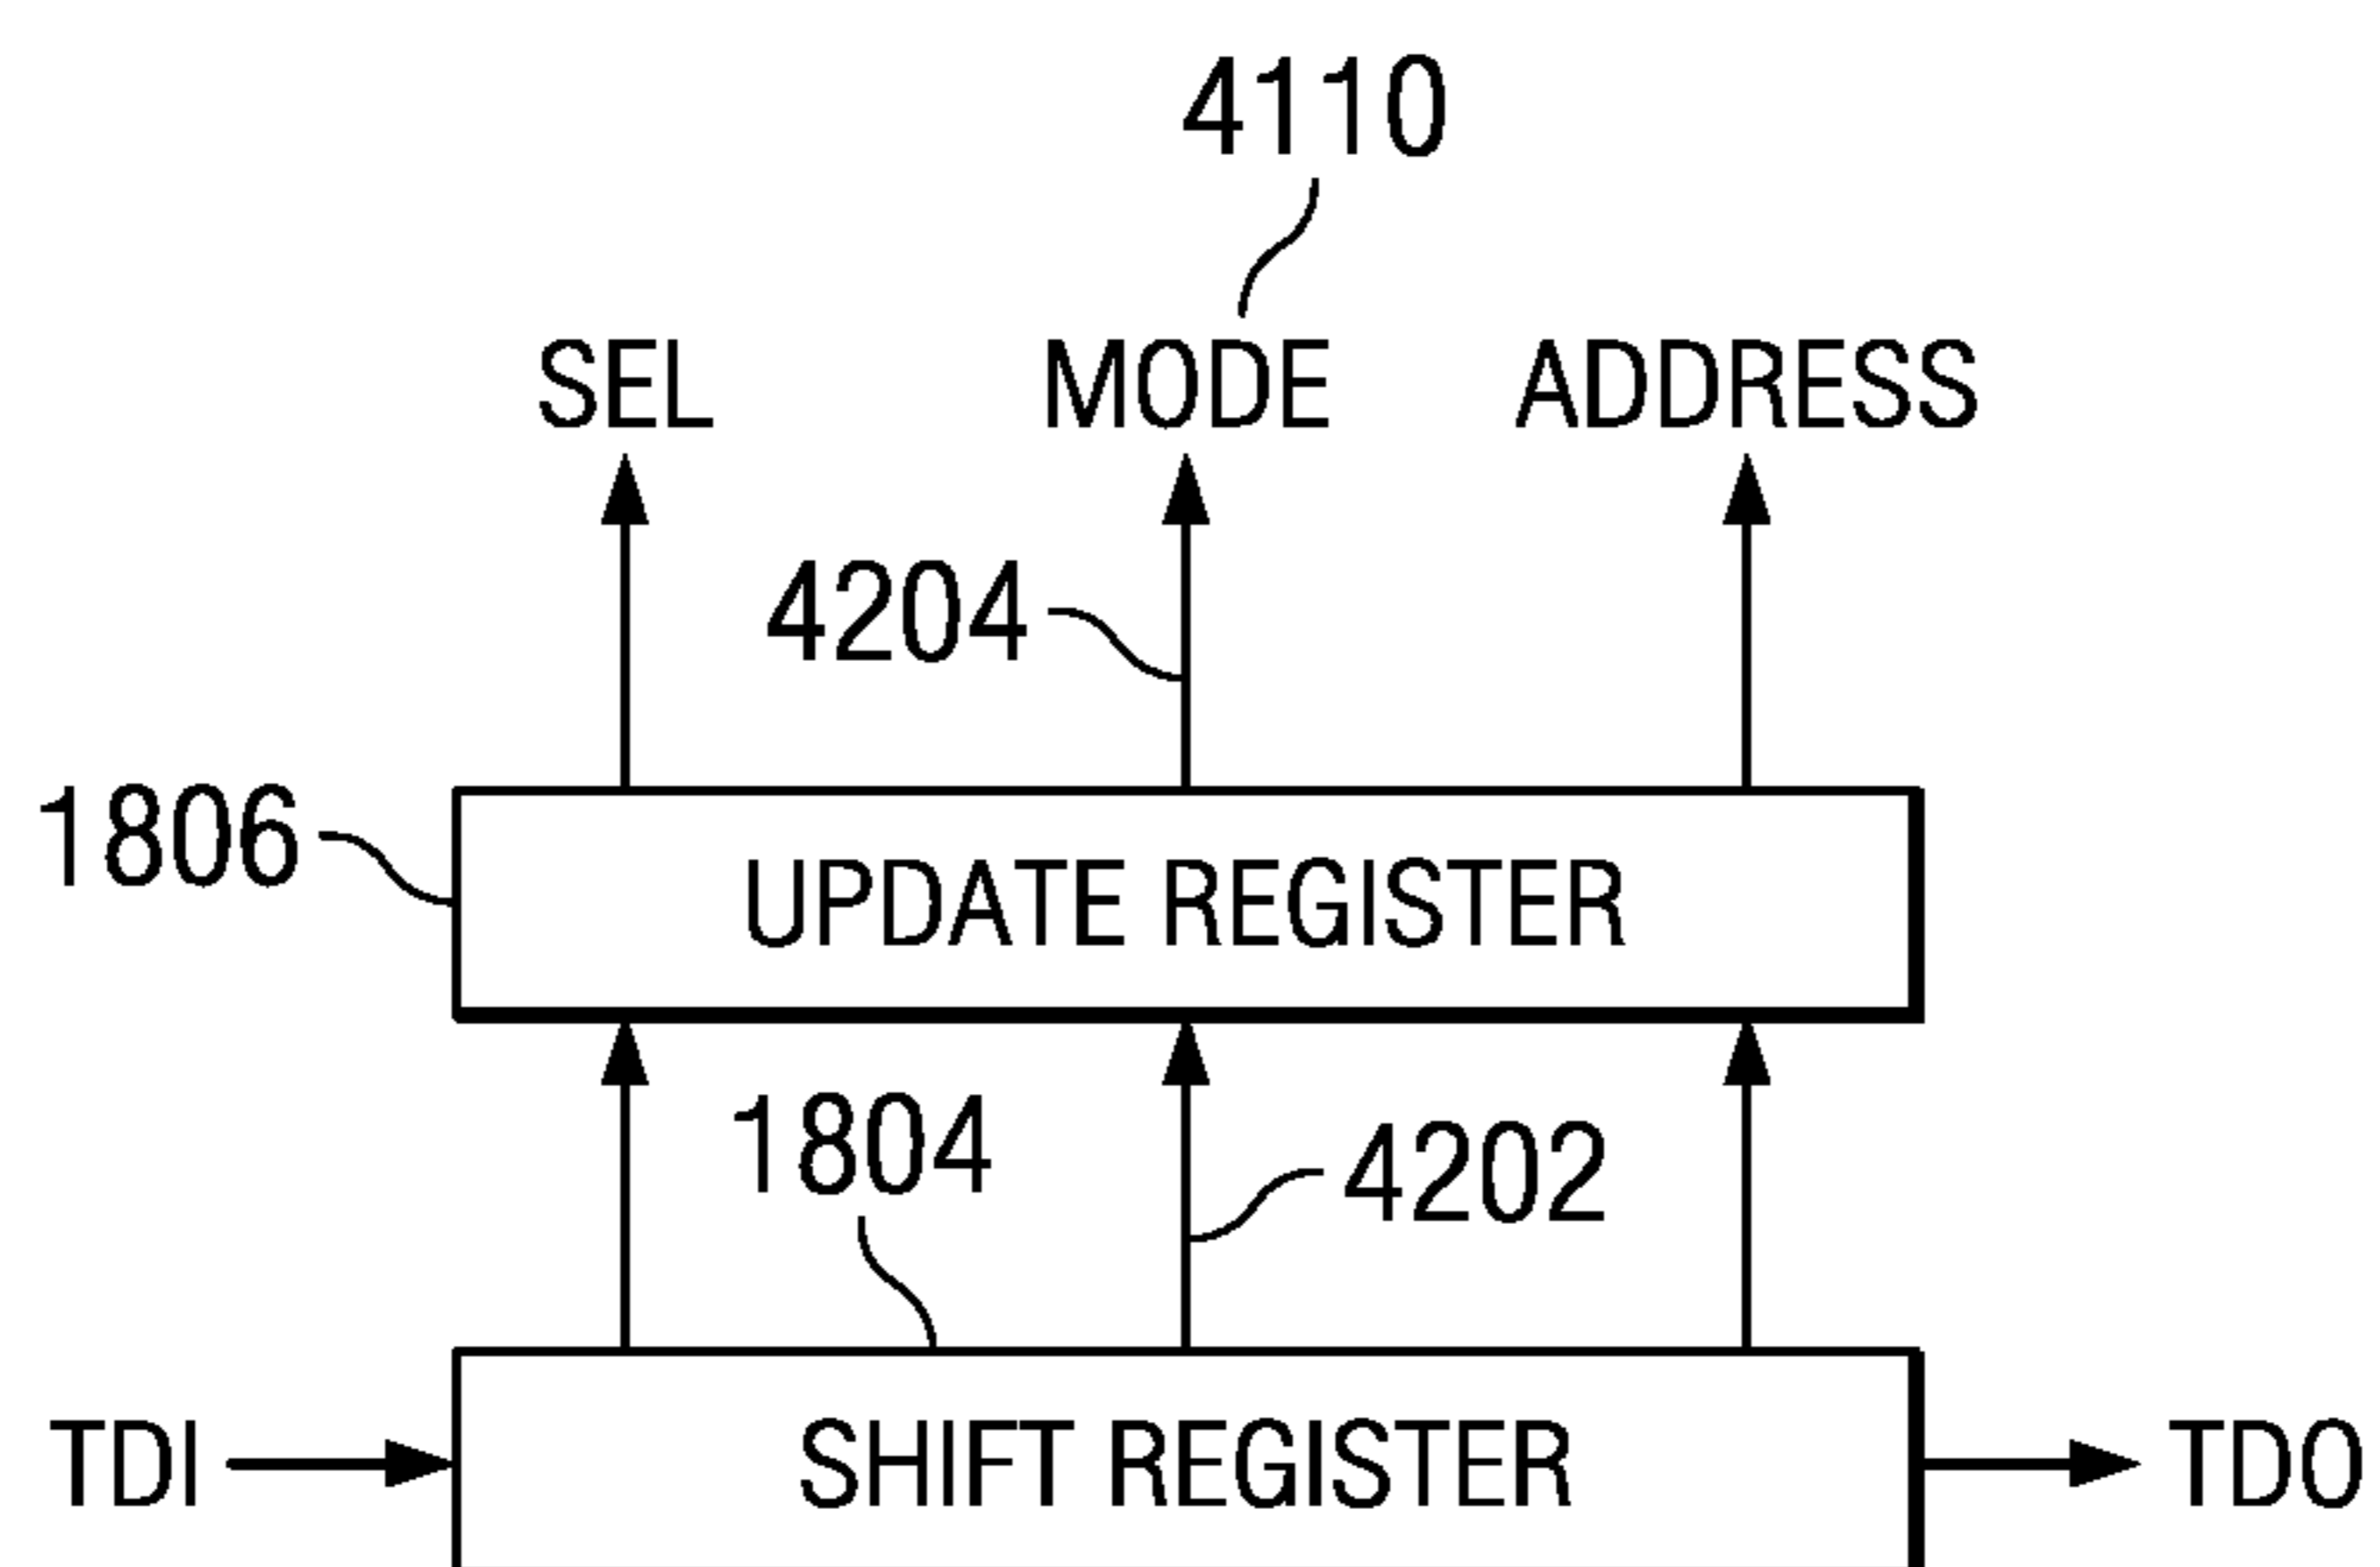 4110
SEL MODE ADDRESS
4204
1806
UPDATE REGISTER
1804
4202
TDI SHIFT REGISTER TDO